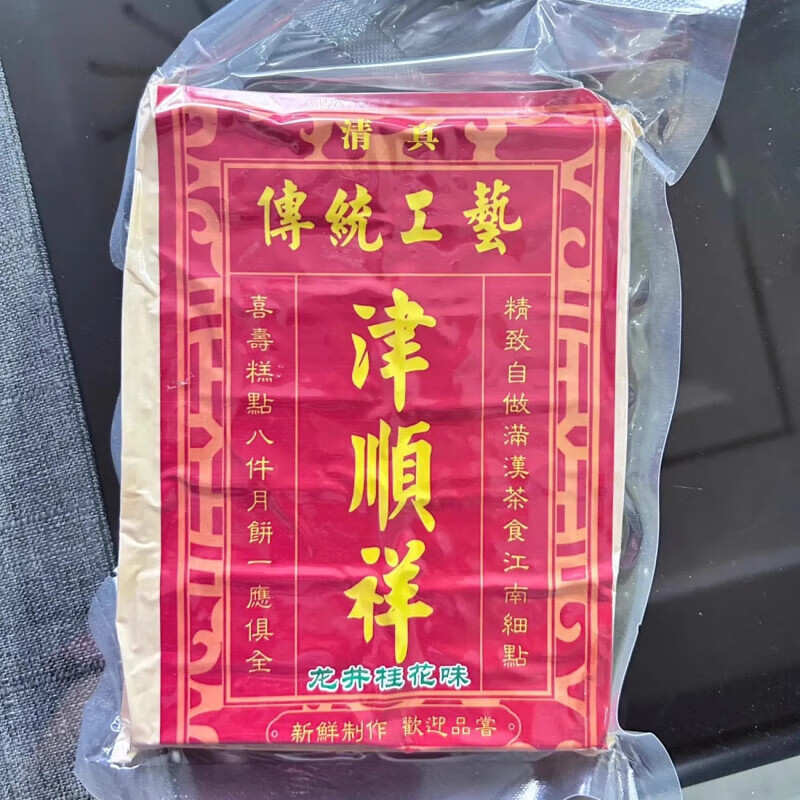 清真
傳統工藝
精致自做滿漢茶食江南細點
津順祥
喜壽糕點八件月餅一應俱全
龙井桂花味
新鮮制作 歡迎品嘗